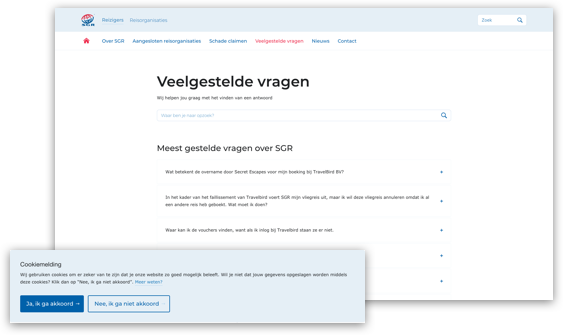 SGR
Reizigers Reisorganisaties
Zoek
Over SGR Aangesloten reisorganisaties Schade claimen Veelgestelde vragen Nieuws Contact
Veelgestelde vragen
Wij helpen jou graag met het vinden van een antwoord
Waar ben je naar opzoek?
Meest gestelde vragen over SGR
Wat betekent de overname door Secret Escapes voor mijn boeking bij TravelBird BV? +
In het kader van het faillissement van Travelbird voert SGR mijn vliegreis uit, maar ik wil deze vliegreis annuleren omdat ik al
een andere reis heb geboekt. Wat moet ik doen? +
Waar kan ik de vouchers vinden, want als ik inlog bij Travelbird staan ze er niet. +
+
+
Cookiemelding
Wij gebruiken cookies om er zeker van te zijn dat je onze website zo goed mogelijk beleeft. Wil je niet dat jouw gegevens opgeslagen worden middels
deze cookies? Klik dan op "Nee, ik ga niet akkoord". Meer weten?
Ja, ik ga akkoord → Nee, ik ga niet akkoord →